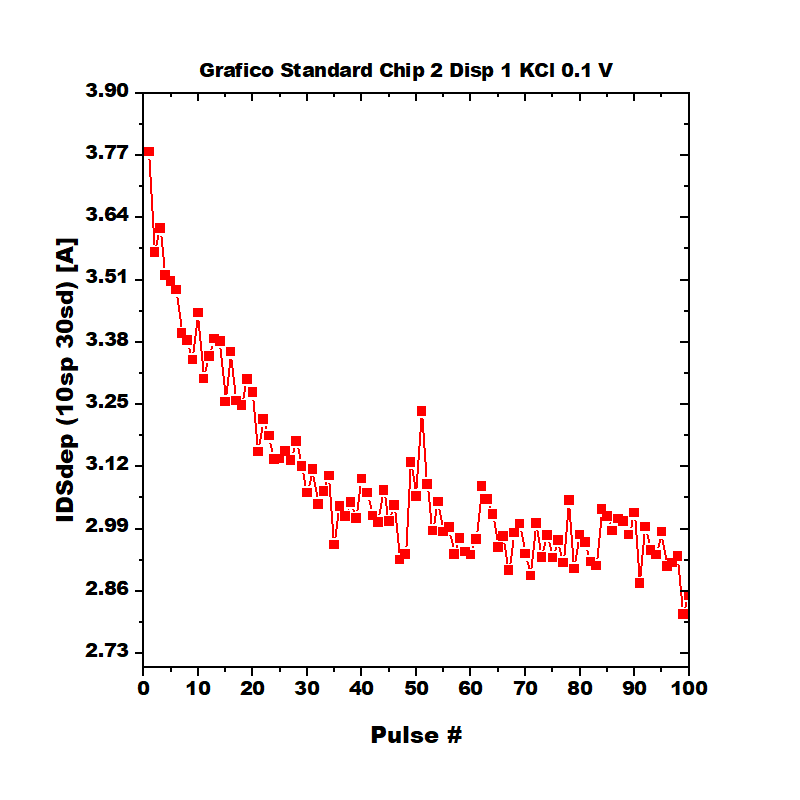 Grafico Standard Chip 2 Disp 1 KCl 0.1 V
3.90
3.77
3.64
3.51
3.38
3.25
3.12
2.99
2.86
2.73
IDSdep (10sp 30sd) [A]
0 10 20 30 40 50 60 70 80 90 100
Pulse #